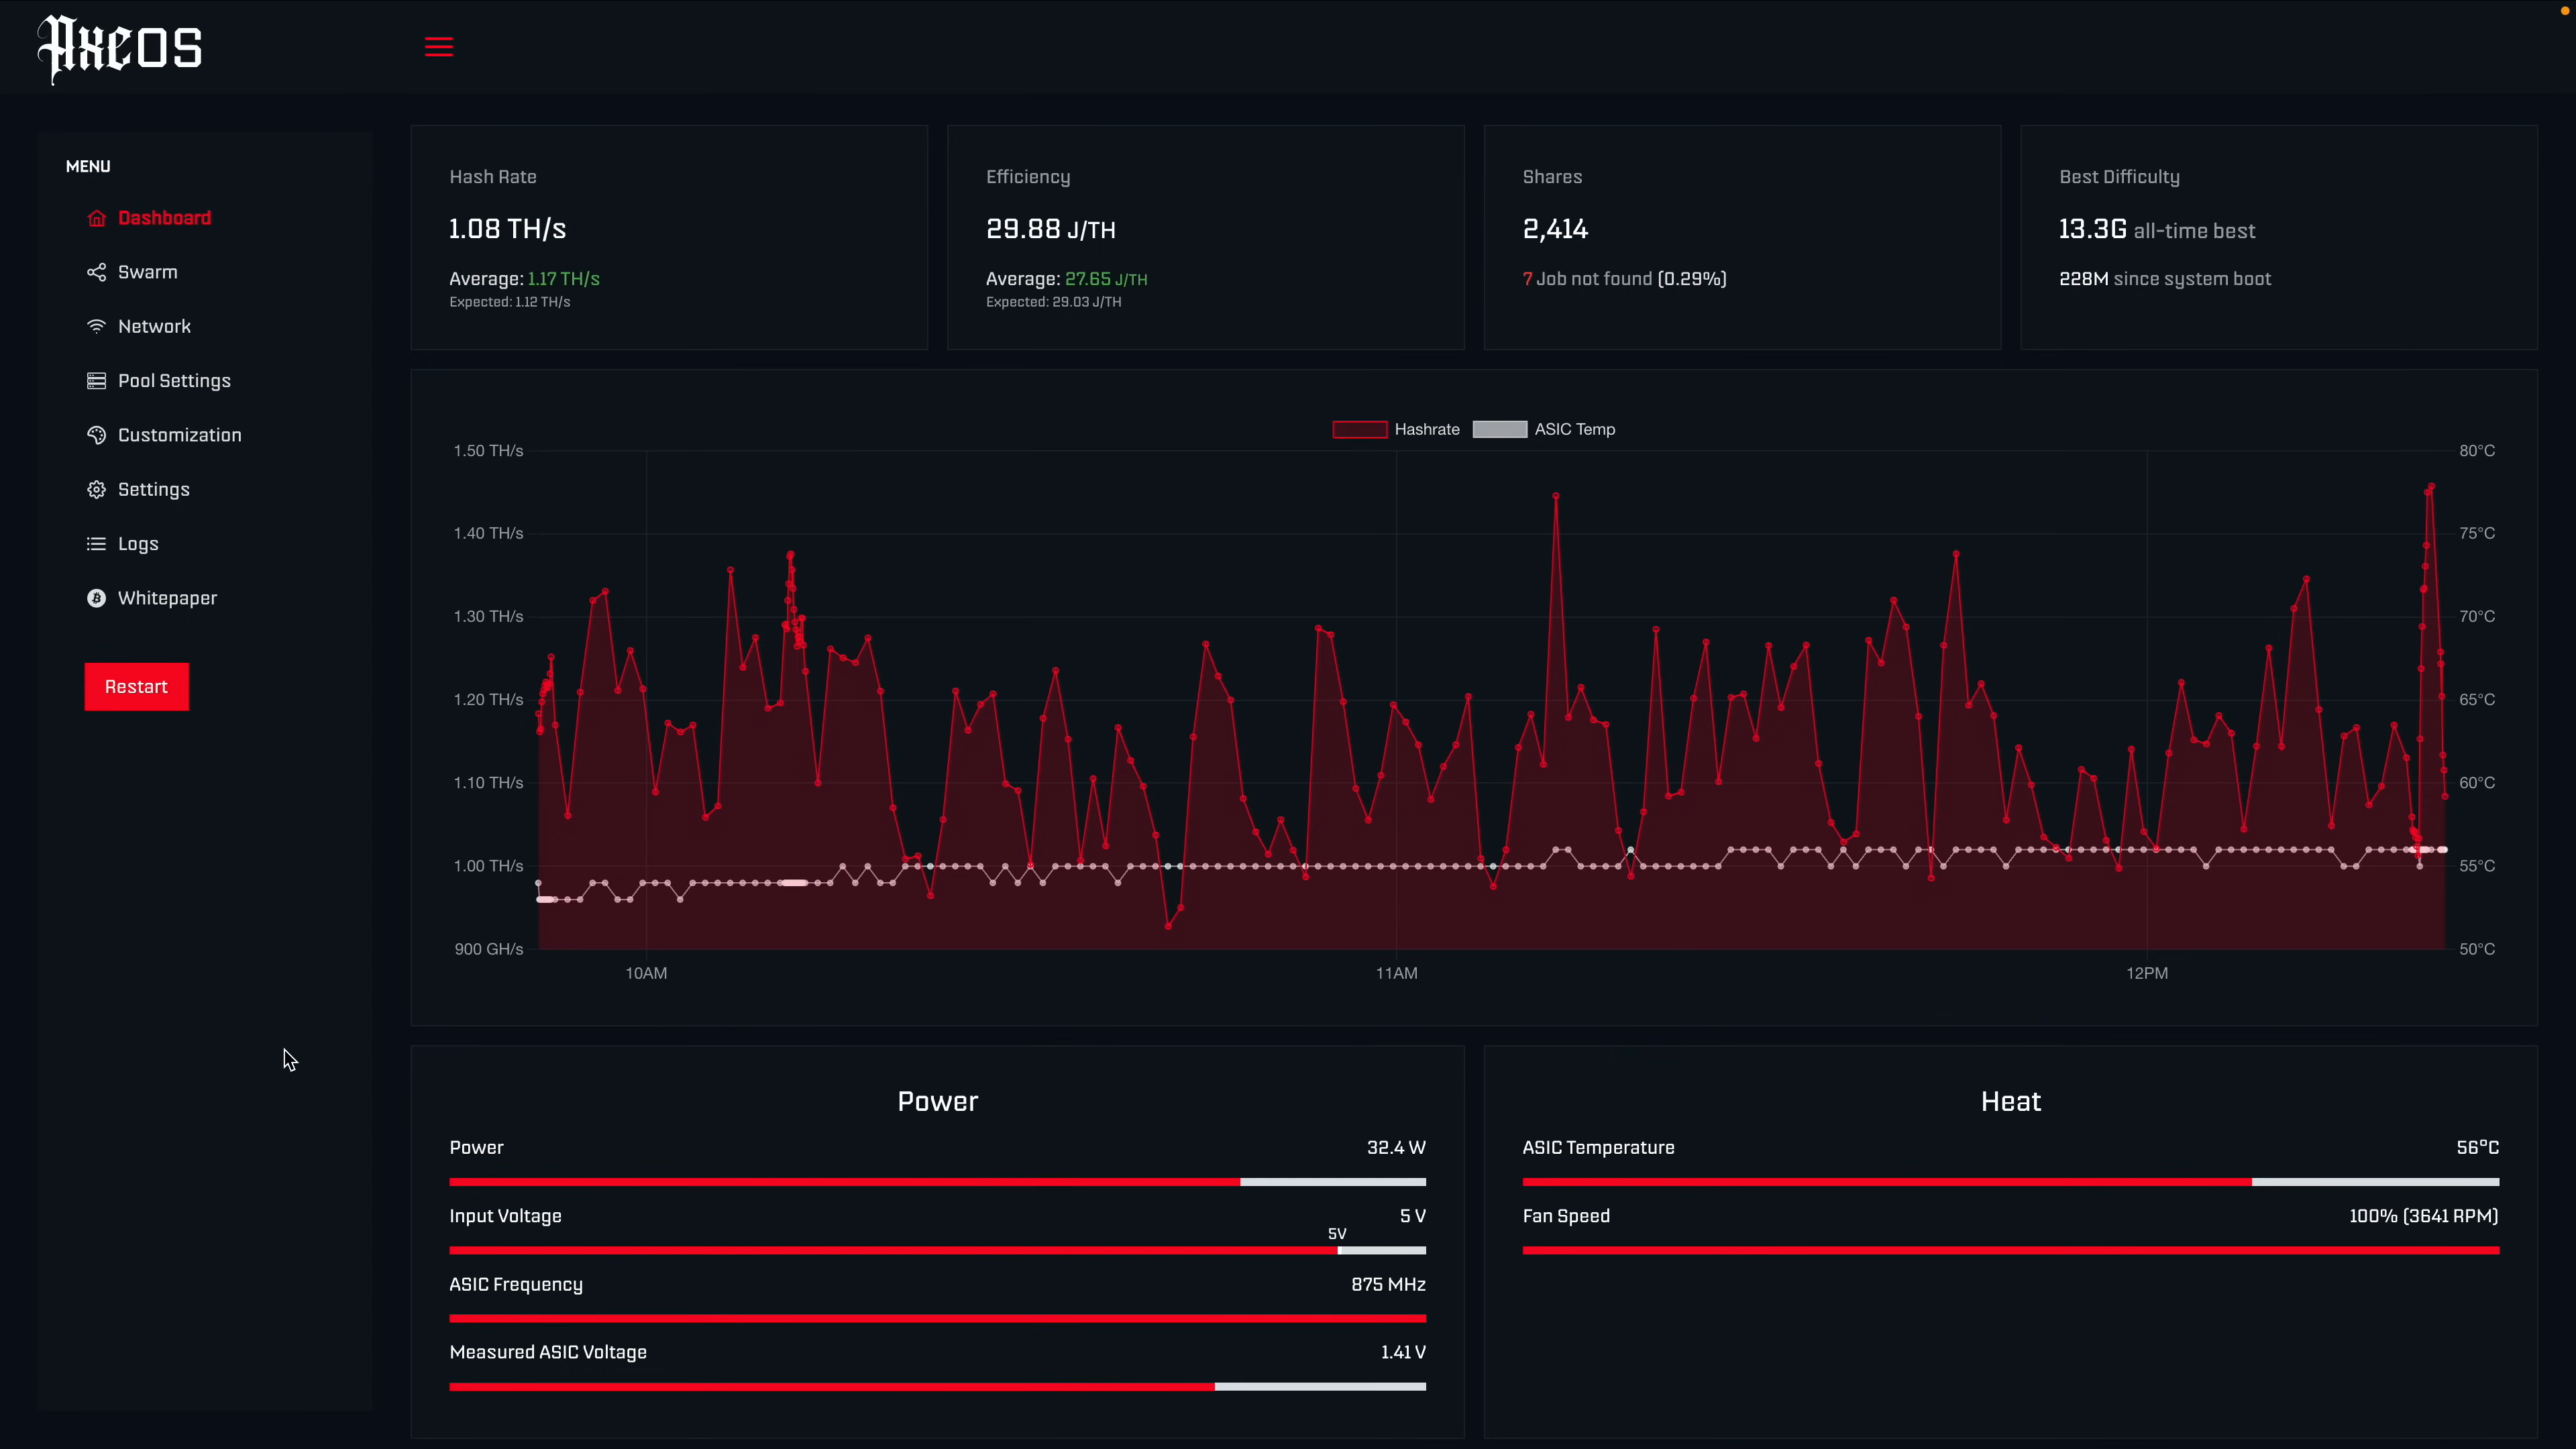 AxeOS
MENU
Dashboard
Swarm
Network
Pool Settings
Customization
Settings
Logs
Whitepaper
Restart
Hash Rate
1.08 TH/s
Average: 1.17 TH/s
Expected: 1.12 TH/s
Efficiency
29.88 J/TH
Average: 27.65 J/TH
Expected: 29.03 J/TH
Shares
2,414
7 Job not found (0.29%)
Best Difficulty
13.3G all-time best
228M since system boot
Hashrate ASIC Temp
1.50 TH/s 80°C
1.40 TH/s 75°C
1.30 TH/s 70°C
1.20 TH/s 65°C
1.10 TH/s 60°C
1.00 TH/s 55°C
900 GH/s 50°C
10AM 11AM 12PM
Power
Power 32.4 W
Input Voltage 5 V
5V
ASIC Frequency 875 MHz
Measured ASIC Voltage 1.41 V
Heat
ASIC Temperature 56°C
Fan Speed 100% (3641 RPM)